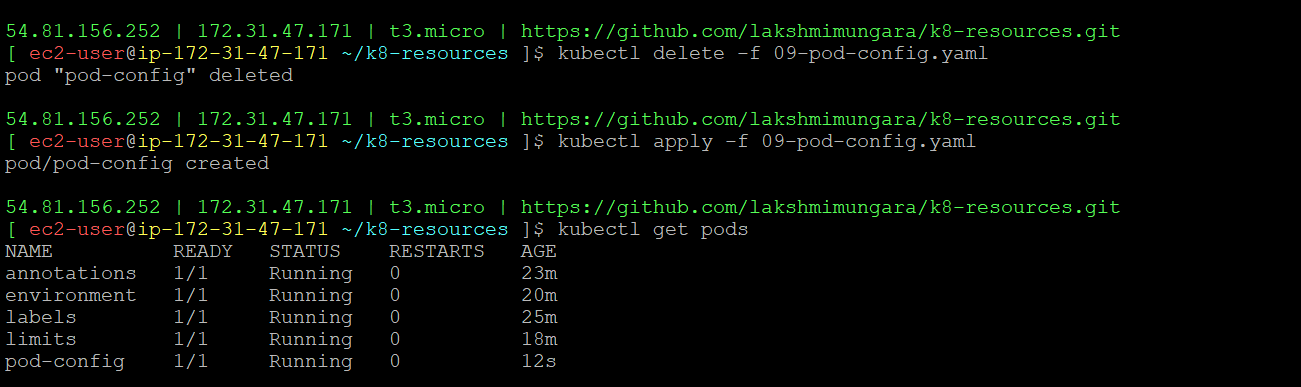 54.81.156.252 | 172.31.47.171 | t3.micro | https://github.com/lakshmimungara/k8-resources.git
[ ec2-user@ip-172-31-47-171 ~/k8-resources ]$ kubectl delete -f 09-pod-config.yaml
pod "pod-config" deleted
54.81.156.252 | 172.31.47.171 | t3.micro | https://github.com/lakshmimungara/k8-resources.git
[ ec2-user@ip-172-31-47-171 ~/k8-resources ]$ kubectl apply -f 09-pod-config.yaml
pod/pod-config created
54.81.156.252 | 172.31.47.171 | t3.micro | https://github.com/lakshmimungara/k8-resources.git
[ ec2-user@ip-172-31-47-171 ~/k8-resources ]$ kubectl get pods
NAME          READY   STATUS    RESTARTS   AGE
annotations   1/1     Running   0          23m
environment   1/1     Running   0          20m
labels        1/1     Running   0          25m
limits        1/1     Running   0          18m
pod-config    1/1     Running   0          12s